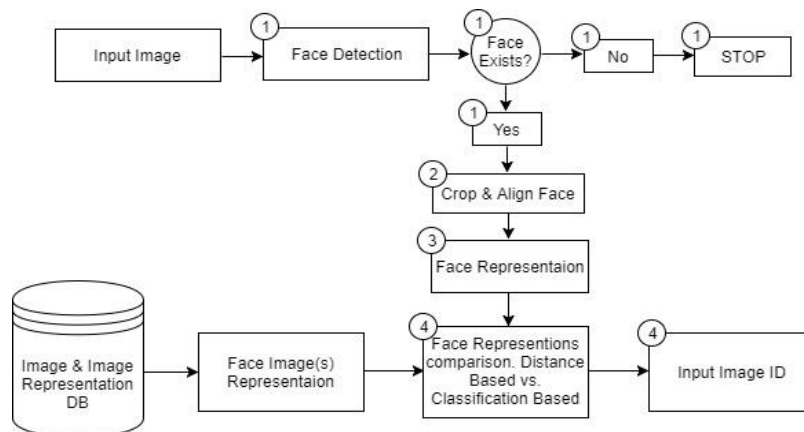 1
1
1
1
Input Image
Face Detection
Face
Exists?
No
STOP
1
Yes
2
Crop & Align Face
3
Face Representaion
4
4
Image & Image
Representation
DB
Face Image(s)
Representaion
Face Representions
comparison. Distance
Based vs.
Classification Based
Input Image ID